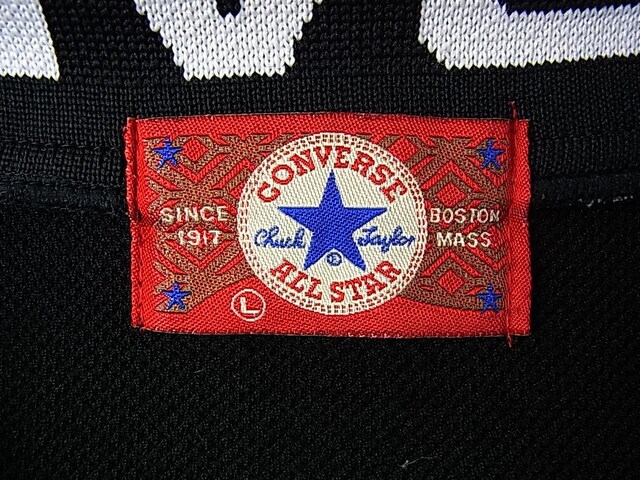 CONVERSE
SINCE
1917
Chuck Taylor
®
BOSTON
MASS.
ALL STAR
L